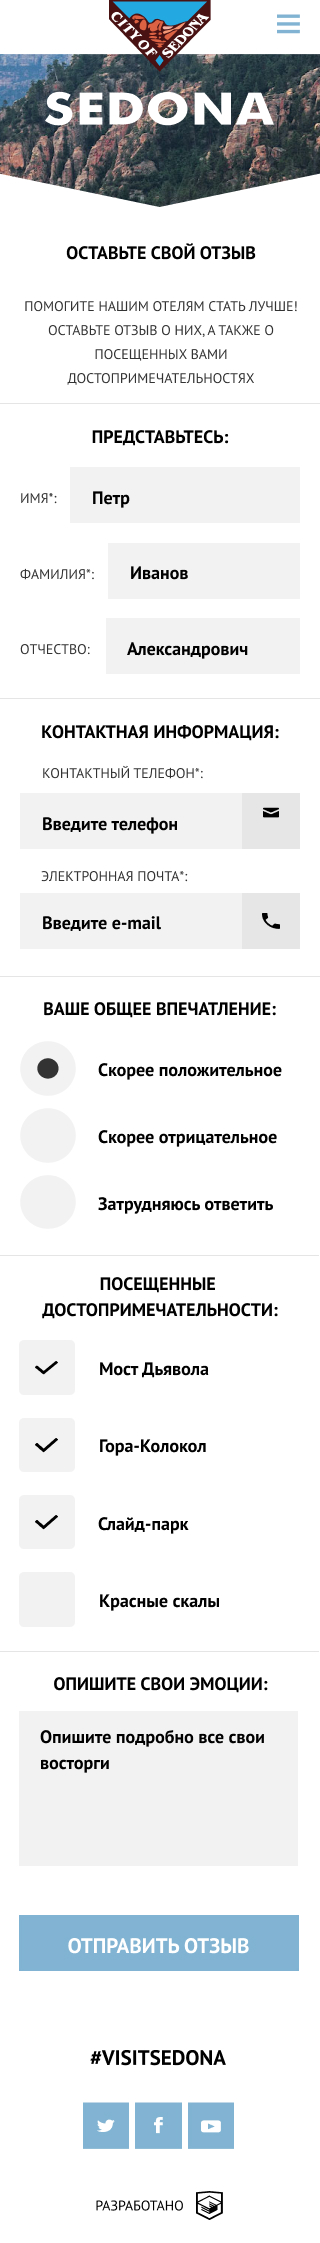 CITY OF
SEDONA
SEDONA
ОСТАВЬТЕ СВОЙ ОТЗЫВ
ПОМОГИТЕ НАШИМ ОТЕЛЯМ СТАТЬ ЛУЧШЕ!
ОСТАВЬТЕ ОТЗЫВ О НИХ, А ТАКЖЕ О
ПОСЕЩЕННЫХ ВАМИ
ДОСТОПРИМЕЧАТЕЛЬНОСТЯХ
ПРЕДСТАВЬТЕСЬ:
ИМЯ*: Петр
ФАМИЛИЯ*: Иванов
ОТЧЕСТВО: Александрович
КОНТАКТНАЯ ИНФОРМАЦИЯ:
КОНТАКТНЫЙ ТЕЛЕФОН*:
Введите телефон
ЭЛЕКТРОННАЯ ПОЧТА*:
Введите e-mail
ВАШЕ ОБЩЕЕ ВПЕЧАТЛЕНИЕ:
Скорее положительное
Скорее отрицательное
Затрудняюсь ответить
ПОСЕЩЕННЫЕ
ДОСТОПРИМЕЧАТЕЛЬНОСТИ:
Мост Дьявола
Гора-Колокол
Слайд-парк
Красные скалы
ОПИШИТЕ СВОИ ЭМОЦИИ:
Опишите подробно все свои
восторги
ОТПРАВИТЬ ОТЗЫВ
#VISITSEDONA
РАЗРАБОТАНО